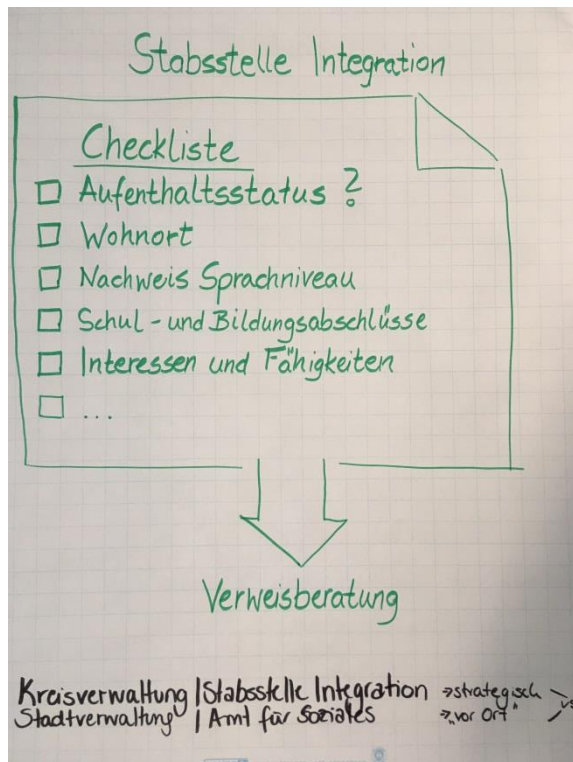 Stabsstelle Integration
Checkliste
Aufenthaltsstatus ?
Wohnort
Nachweis Sprachniveau
Schul- und Bildungsabschlüsse
Interessen und Fähigkeiten
...
Verweisberatung
Kreisverwaltung | Stabsstelle Integration → strategisch
Stadtverwaltung | Amt für Soziales → "vor Ort" > vs